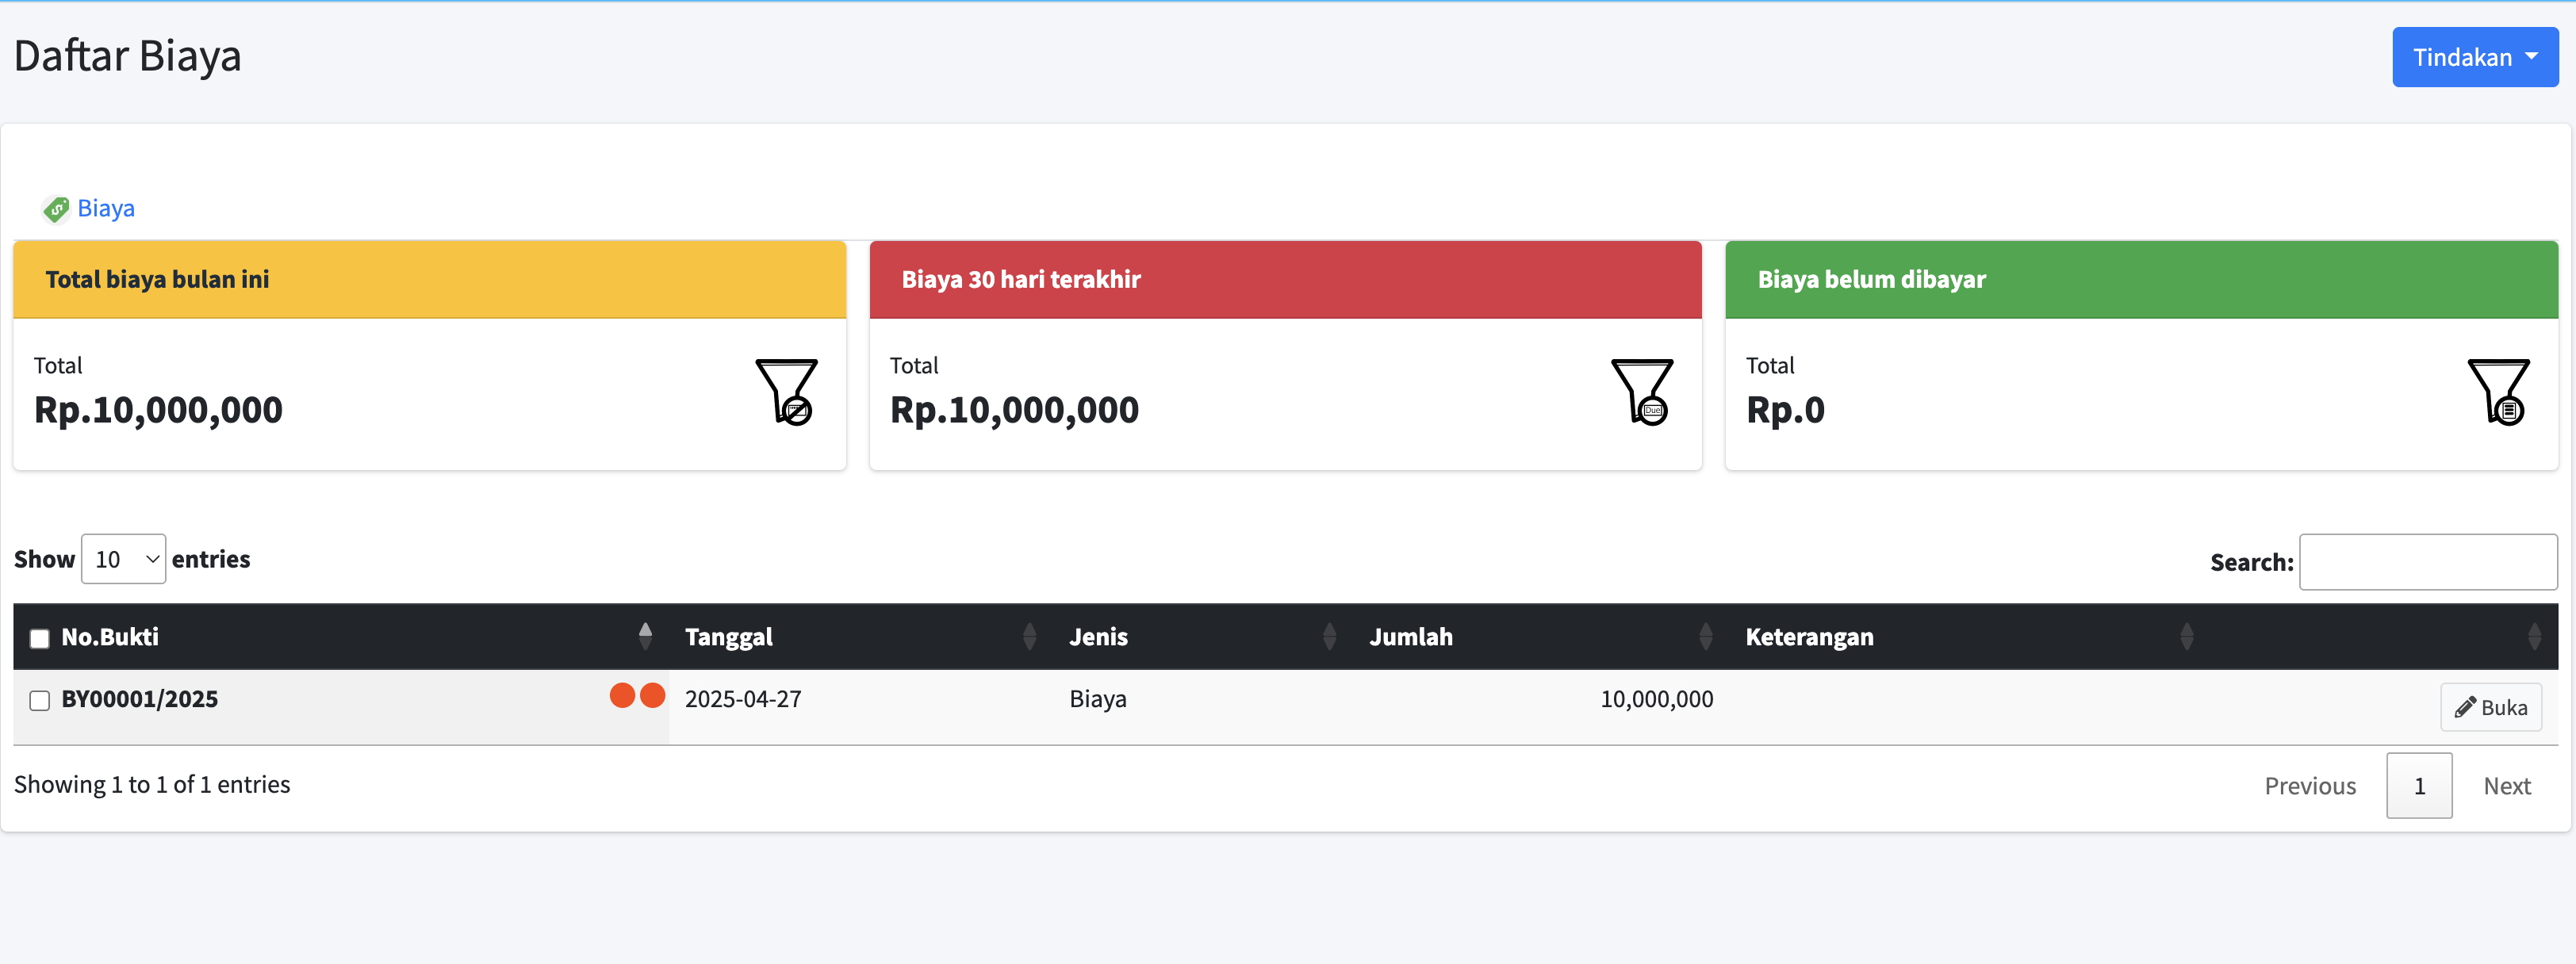 Daftar Biaya
Tindakan
Biaya
Total biaya bulan ini
Total
Rp.10,000,000
Biaya 30 hari terakhir
Total
Rp.10,000,000
Due
Biaya belum dibayar
Total
Rp.0
Show 10 entries
Search:
No.Bukti Tanggal Jenis Jumlah Keterangan
BY00001/2025 2025-04-27 Biaya 10,000,000 Buka
Showing 1 to 1 of 1 entries
Previous 1 Next